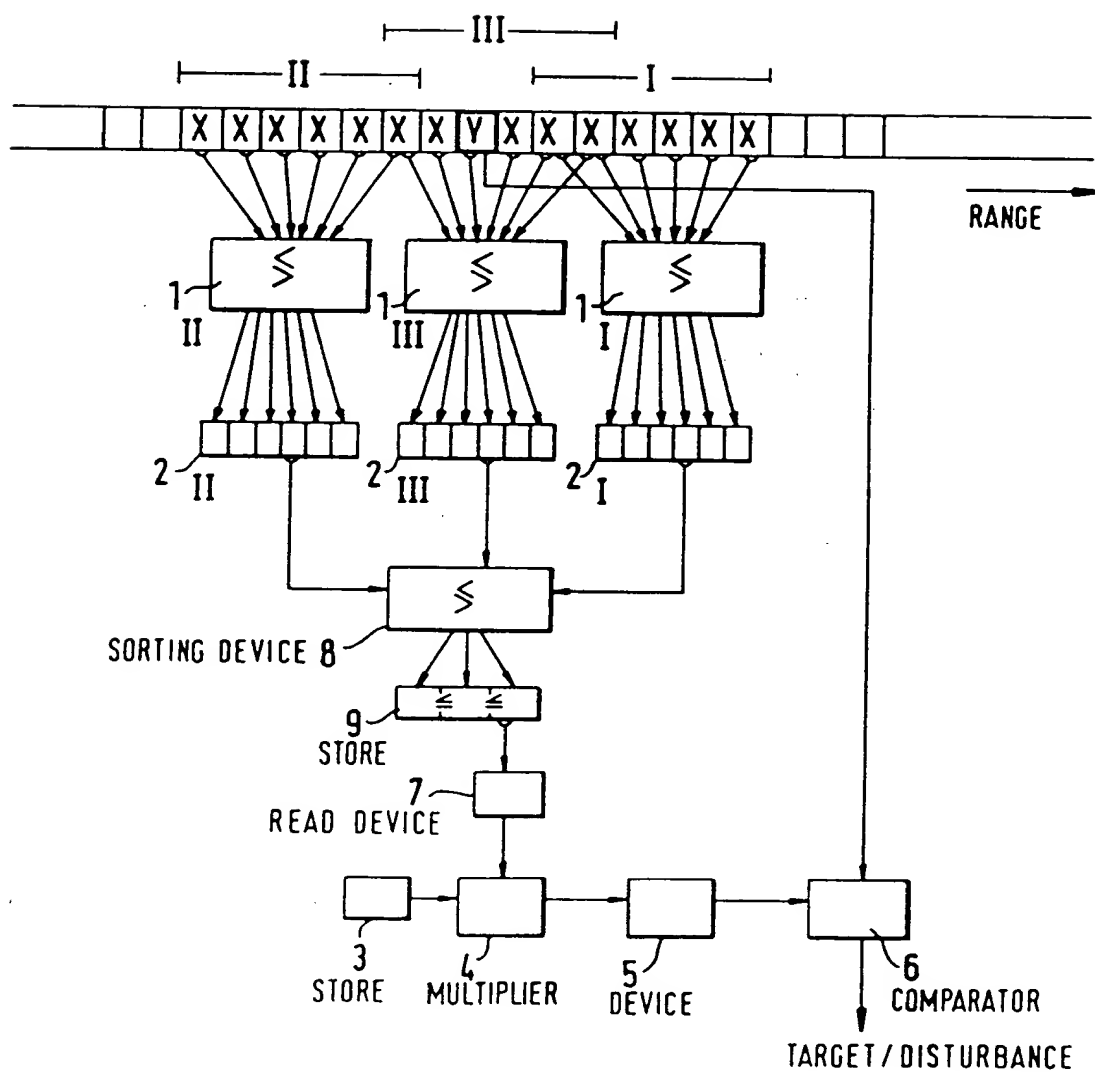 III
II I
X X X X X X X V X X X X X X X
RANGE
≶ ≶ ≶
1 II 1 III 1 I
2 II 2 III 2 I
≶
SORTING DEVICE 8
≤ ≤
9
STORE
7
READ DEVICE
3
STORE
4
MULTIPLIER
5
DEVICE
6
COMPARATOR
TARGET/DISTURBANCE